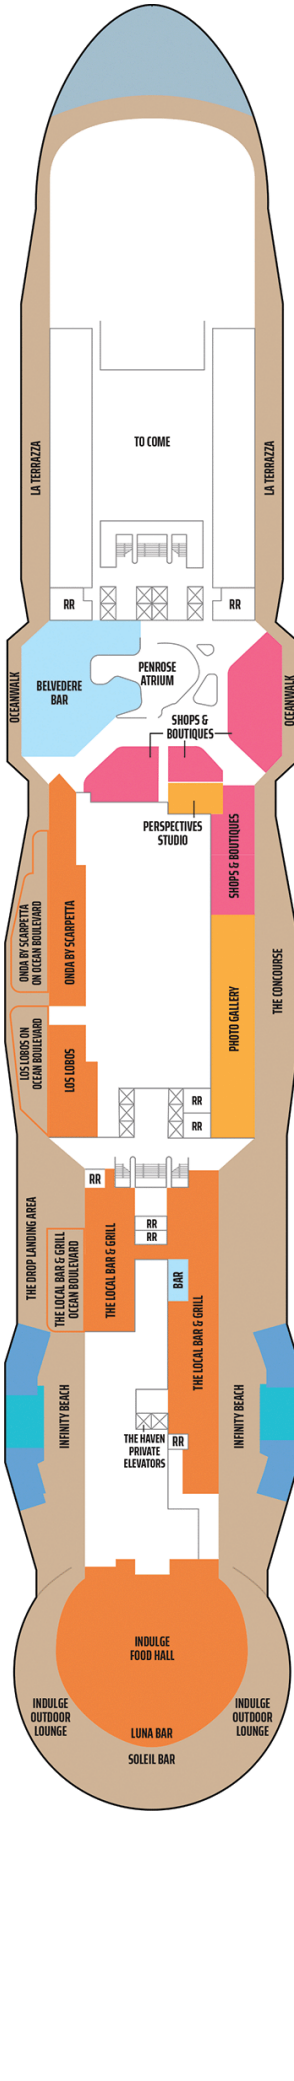 LA TERRAZZA
LA TERRAZZA
TO COME
RR
RR
OCEANWALK
BELVEDERE
BAR
PENROSE
ATRIUM
OCEANWALK
SHOPS &
BOUTIQUES
PERSPECTIVES
STUDIO
SHOPS & BOUTIQUES
ONDA BY SCARPETTA
ON OCEAN BOULEVARD
ONDA BY SCARPETTA
THE CONCOURSE
PHOTO GALLERY
LOS LOBOS ON
OCEAN BOULEVARD
LOS LOBOS
RR
RR
RR
THE DROP LANDING AREA
THE LOCAL BAR & GRILL
OCEAN BOULEVARD
THE LOCAL BAR & GRILL
RR
RR
BAR
THE LOCAL BAR & GRILL
INFINITY BEACH
INFINITY BEACH
THE HAVEN
PRIVATE
ELEVATORS
RR
INDULGE
FOOD HALL
INDULGE
OUTDOOR
LOUNGE
INDULGE
OUTDOOR
LOUNGE
LUNA BAR
SOLEIL BAR